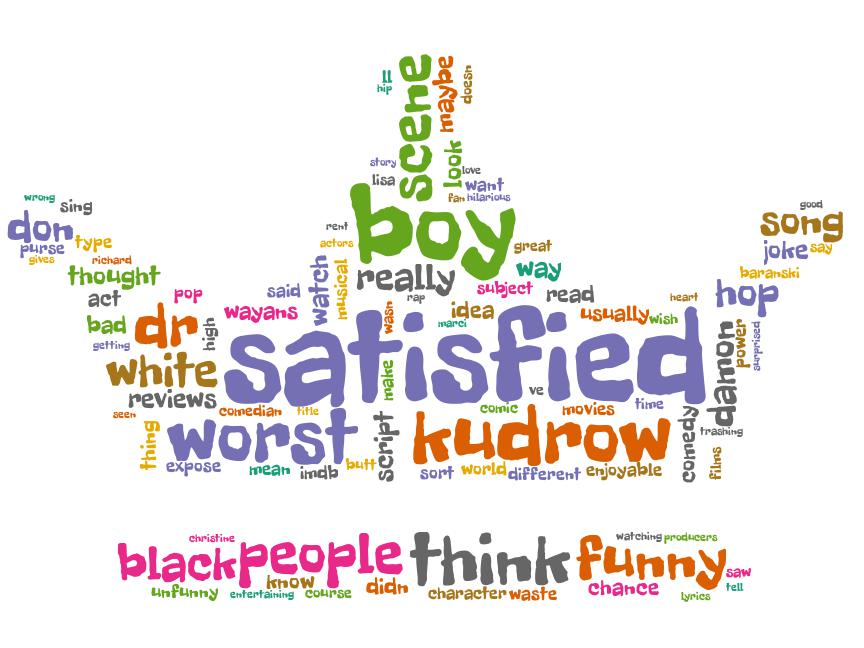 ll
hip
scene
maybe
doesn
story
lisa
look
love
want
fan
hilarious
wrong
sing
don
purse
type
gives
richard
thought
act
pop
bad
dr
high
getting
white
reviews
seen
boy
rent
actors
great
really
way
said
watch
musical
rap
subject
read
wayans
wasn
idea
marci
usually
wish
heart
good
song
joke
say
baranski
hop
damon
power
surprised
satisfied
make
ve
comedian
title
comic
movies
time
thing
worst
script
kudrow
comedy
trashing
films
expose
mean
imdb
butt
sort
world
different
enjoyable
christine
watching
producers
black
people
think
funny
saw
unfunny
know
entertaining
course
didn
character
waste
chance
lyrics
tell